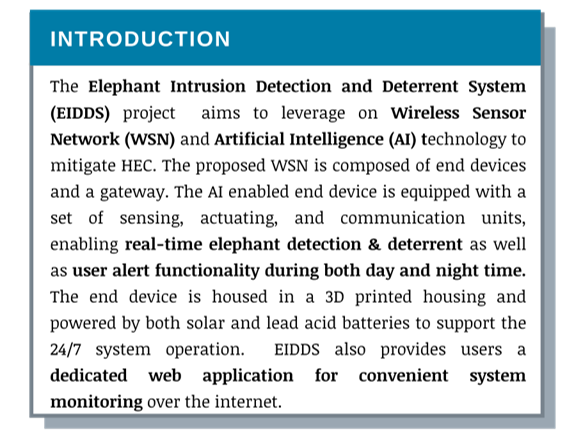 INTRODUCTION
The Elephant Intrusion Detection and Deterrent System
(EIDDS) project aims to leverage on Wireless Sensor
Network (WSN) and Artificial Intelligence (AI) technology to
mitigate HEC. The proposed WSN is composed of end devices
and a gateway. The AI enabled end device is equipped with a
set of sensing, actuating, and communication units,
enabling real-time elephant detection & deterrent as well
as user alert functionality during both day and night time.
The end device is housed in a 3D printed housing and
powered by both solar and lead acid batteries to support the
24/7 system operation. EIDDS also provides users a
dedicated web application for convenient system
monitoring over the internet.